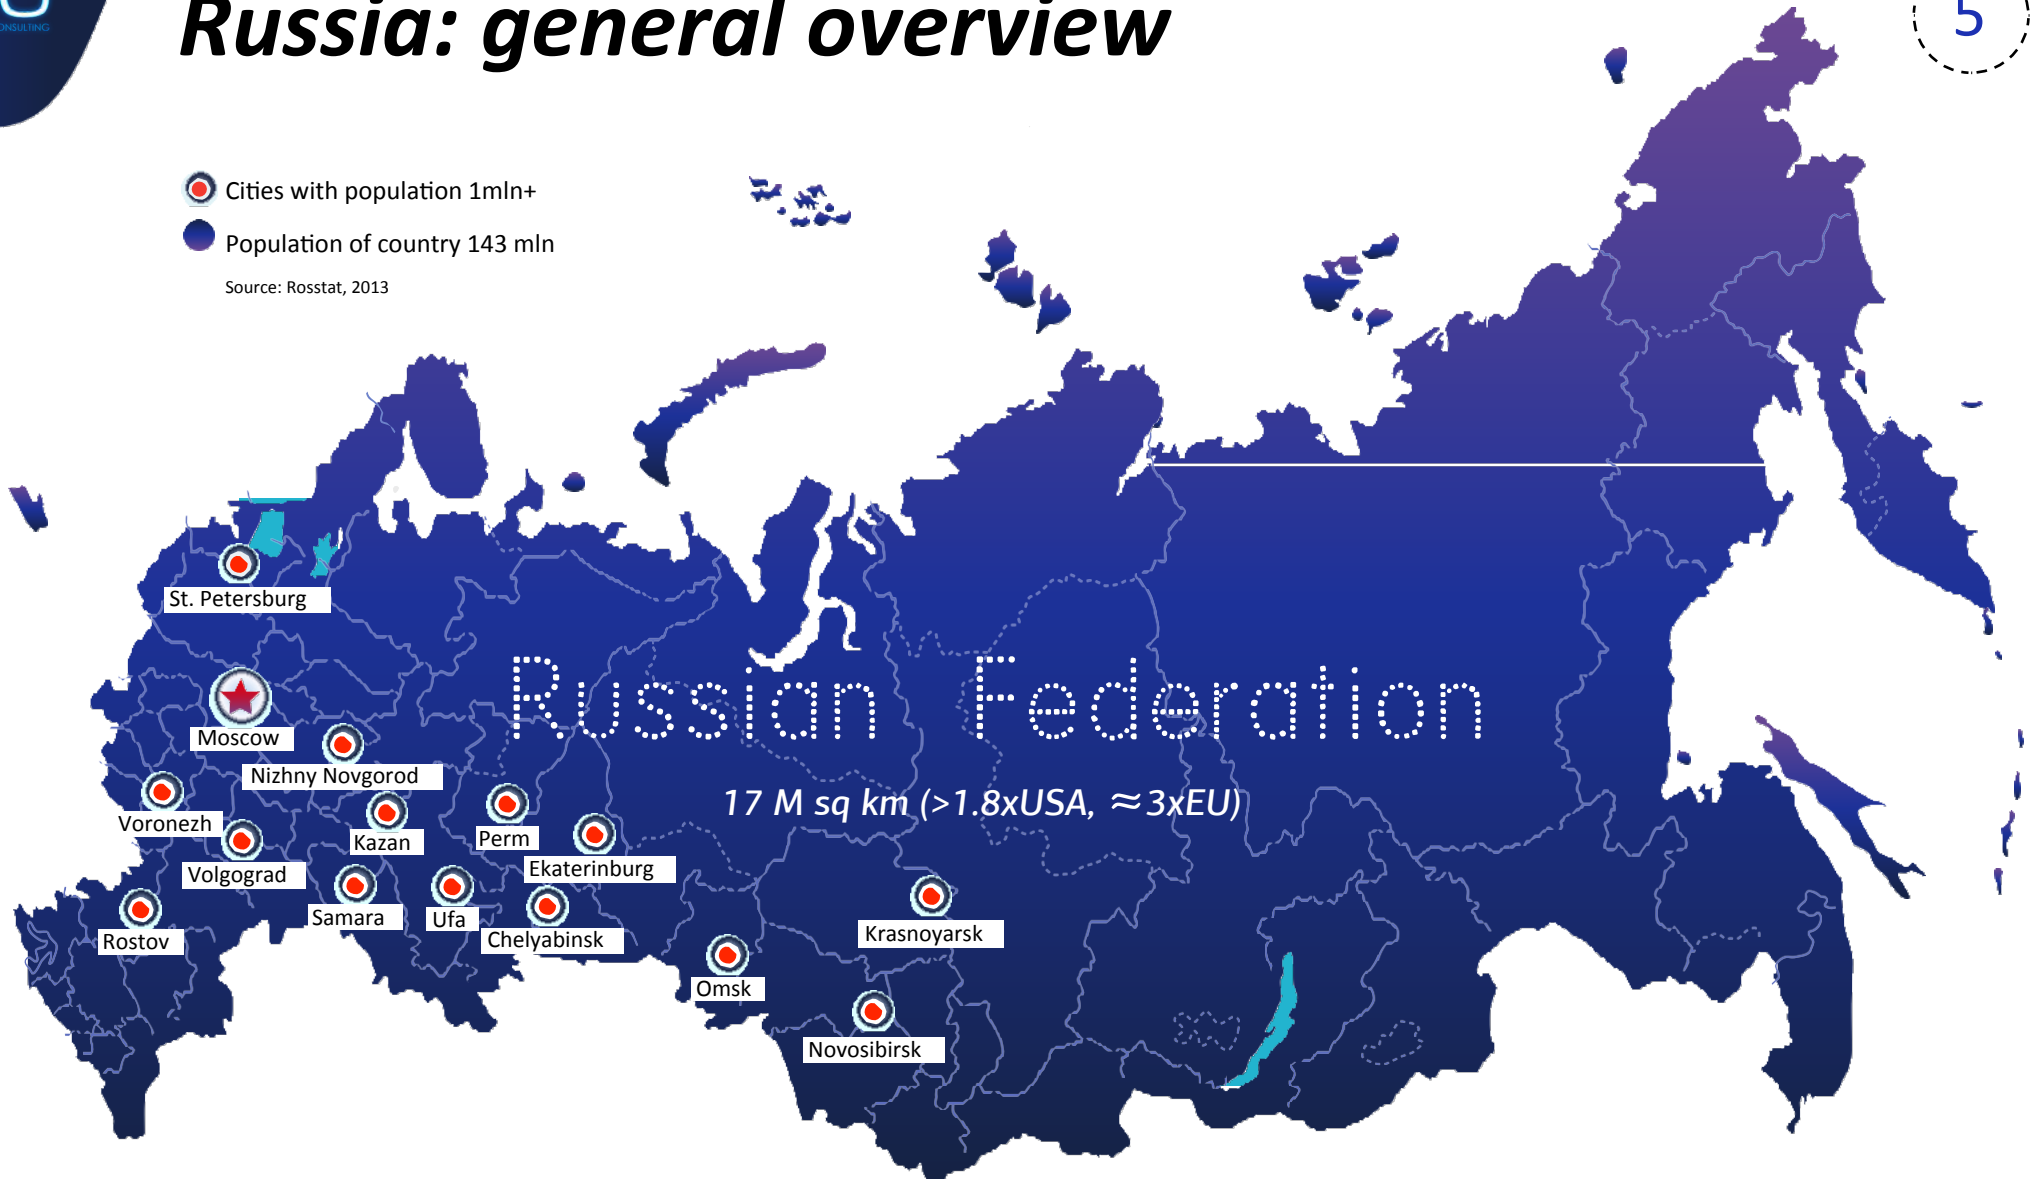 CONSULTING
Russia: general overview
5
Cities with population 1mln+
Population of country 143 mln
Source: Rosstat, 2013
St. Petersburg
Russian Federation
Moscow
Nizhny Novgorod
17 M sq km (>1.8xUSA, ≈3xEU)
Voronezh
Kazan
Perm
Ekaterinburg
Volgograd
Samara
Ufa
Chelyabinsk
Rostov
Krasnoyarsk
Omsk
Novosibirsk